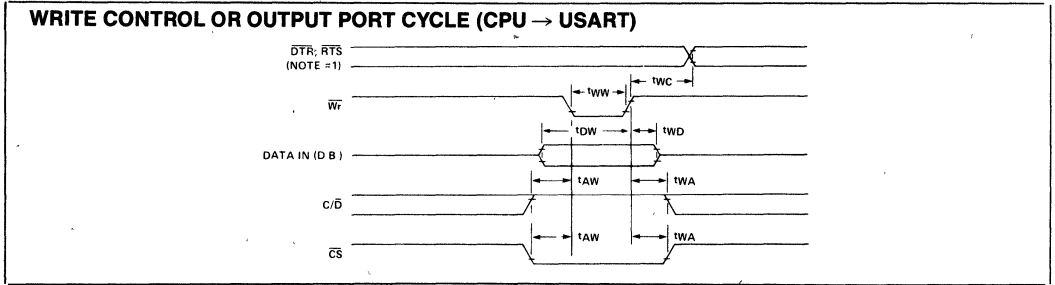 WRITE CONTROL OR OUTPUT PORT CYCLE (CPU → USART)
DTR; RTS
(NOTE =1)
tWC
tWW
Wr
tDW
tWD
DATA IN (D B )
tAW
tWA
C/D
tAW
tWA
CS